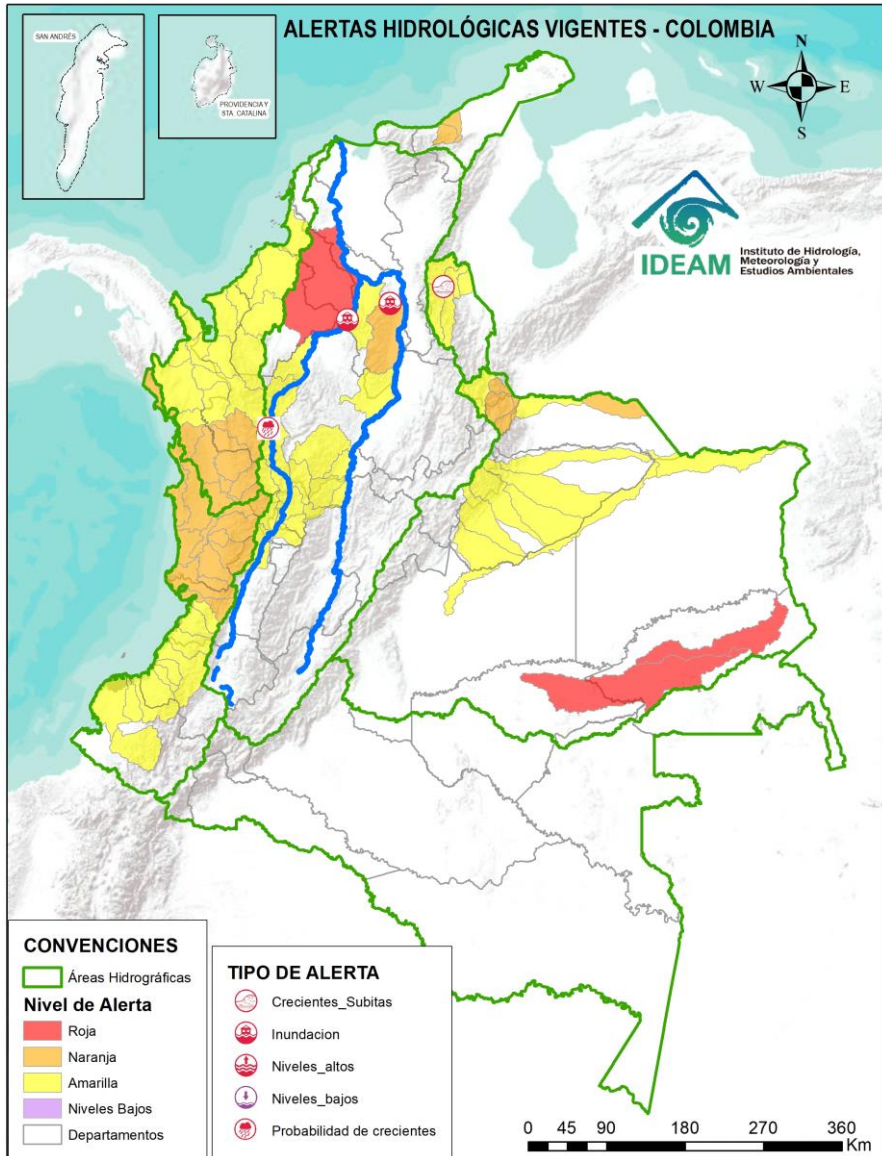 ALERTAS HIDROLÓGICAS VIGENTES - COLOMBIA
SAN ANDRÉS
PROVIDENCIA Y
STA. CATALINA
N
W
E
S
IDEAM
Instituto de Hidrología,
Meteorología y
Estudios Ambientales
CONVENCIONES
Áreas Hidrográficas
Nivel de Alerta
Roja
Naranja
Amarilla
Niveles Bajos
Departamentos
TIPO DE ALERTA
Crecientes_Subitas
Inundacion
Niveles_altos
Niveles_bajos
Probabilidad de crecientes
0 45 90 180 270 360
Km